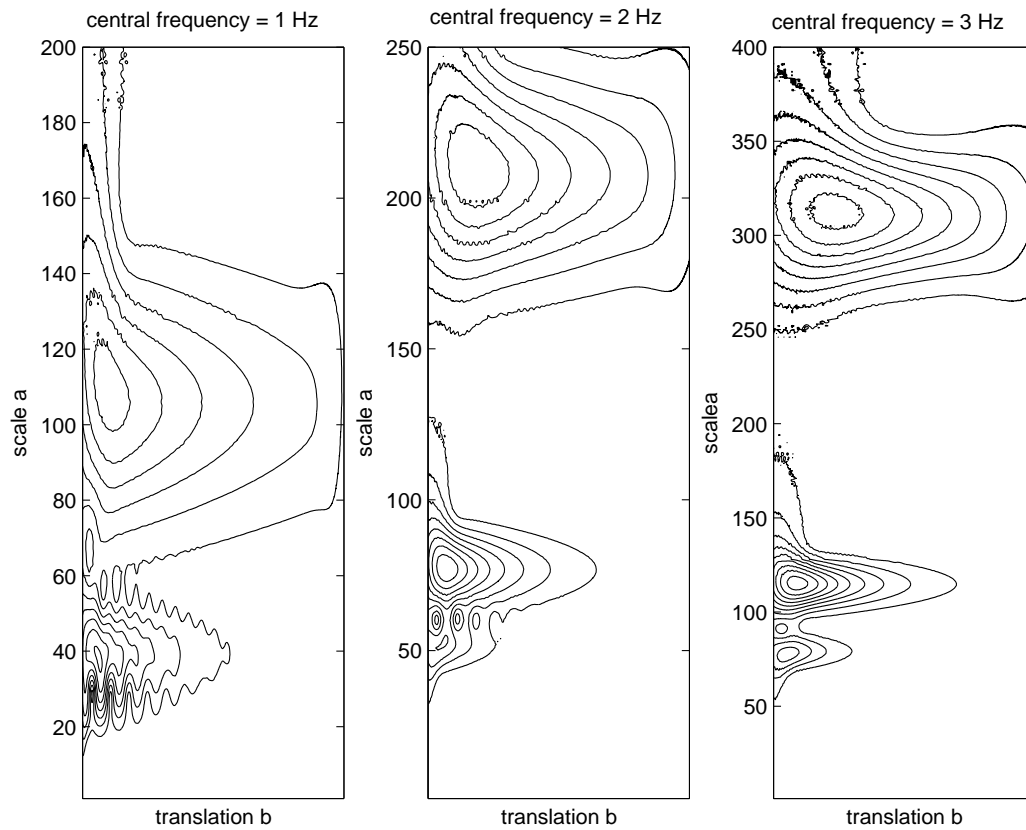 central frequency = 1 Hz
200
180
160
140
120
100
80
60
40
20
scale a
translation b
central frequency = 2 Hz
250
200
150
100
50
scale a
translation b
central frequency = 3 Hz
400
350
300
250
200
150
100
50
scalea
translation b